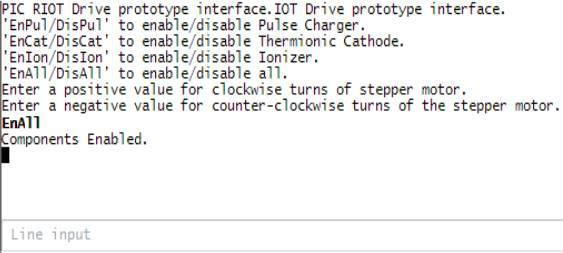 PIC RIOT Drive prototype interface.IOT Drive prototype interface.
'EnPul/DisPul' to enable/disable Pulse Charger.
'EnCat/DisCat' to enable/disable Thermionic Cathode.
'EnIon/DisIon' to enable/disable Ionizer.
'EnAll/DisAll' to enable/disable all.
Enter a positive value for clockwise turns of stepper motor.
Enter a negative value for counter-clockwise turns of the stepper motor.
EnAll
Components Enabled.
Line input